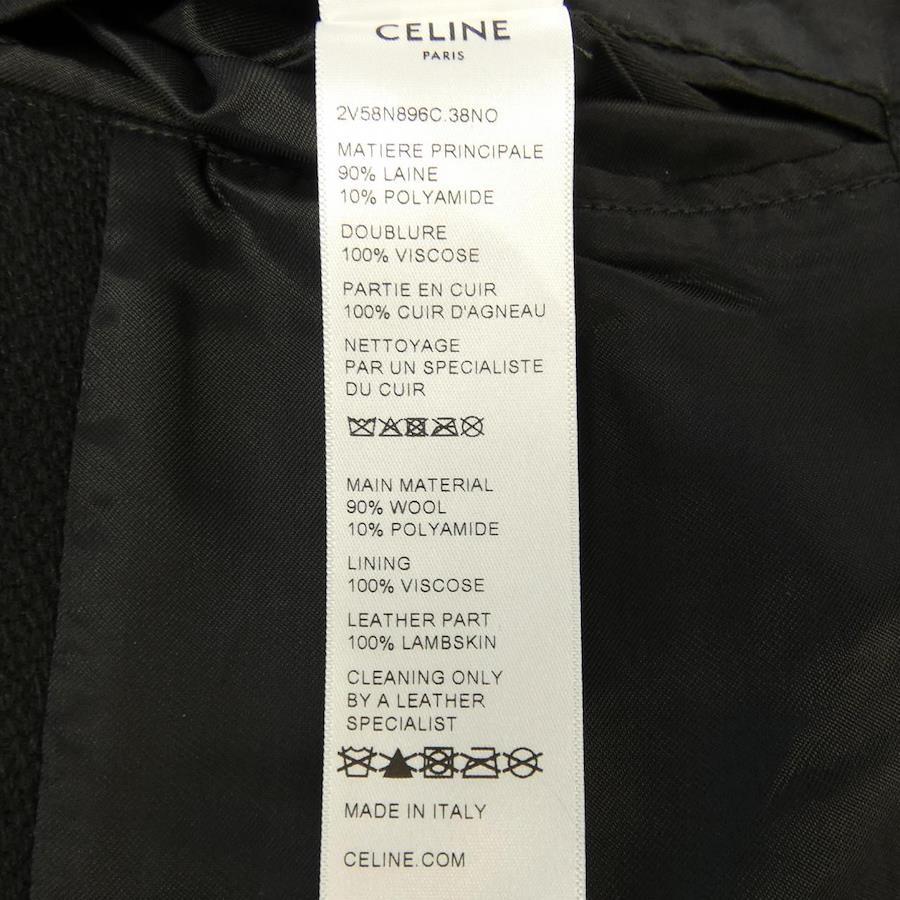 CELINE
PARIS
2V58N896C.38NO
MATIERE PRINCIPALE
90% LAINE
10% POLYAMIDE
DOUBLURE
100% VISCOSE
PARTIE EN CUIR
100% CUIR D'AGNEAU
NETTOYAGE
PAR UN SPECIALISTE
DU CUIR
MAIN MATERIAL
90% WOOL
10% POLYAMIDE
LINING
100% VISCOSE
LEATHER PART
100% LAMBSKIN
CLEANING ONLY
BY A LEATHER
SPECIALIST
MADE IN ITALY
CELINE.COM